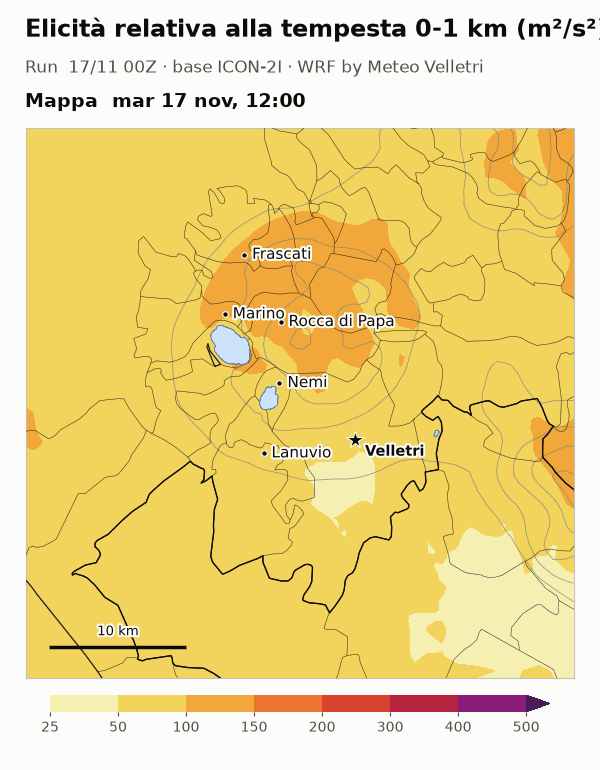 Elicità relativa alla tempesta 0-1 km (m²/s²)
Run 17/11 00Z · base ICON-2I · WRF by Meteo Velletri
Mappa mar 17 nov, 12:00
Frascati
Marino
Rocca di Papa
Nemi
Velletri
Lanuvio
10 km
25 50 100 150 200 300 400 500